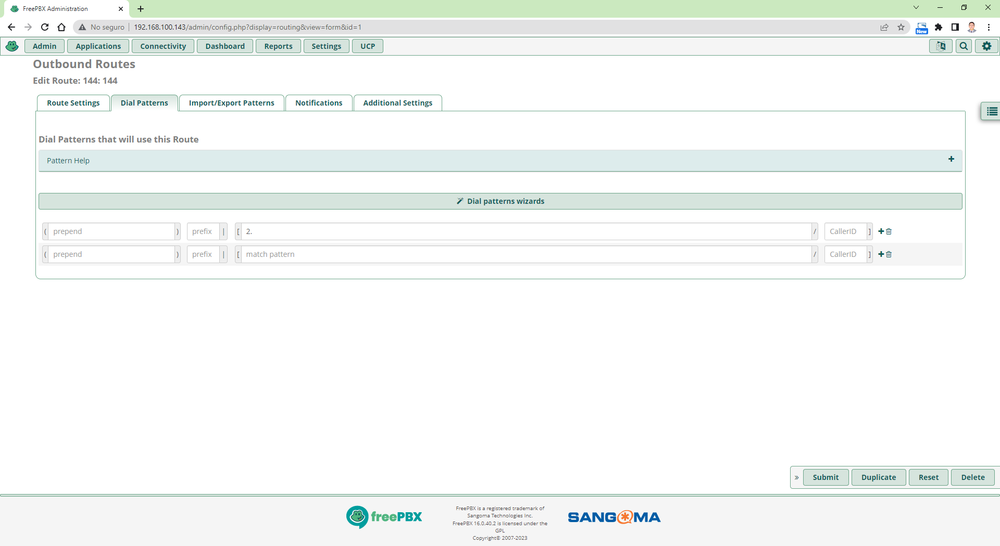 FreePBX Administration
No seguro
192.168.100.143/admin/config.php?display=routing&view=form&id=1
New
Admin
Applications
Connectivity
Dashboard
Reports
Settings
UCP
Outbound Routes
Edit Route: 144: 144
Route Settings
Dial Patterns
Import/Export Patterns
Notifications
Additional Settings
Dial Patterns that will use this Route
Pattern Help
Dial patterns wizards
( prepend ) prefix | [ 2. / CallerID ]
( prepend ) prefix | [ match pattern / CallerID ]
» Submit Duplicate Reset Delete
freePBX
FreePBX is a registered trademark of
Sangoma Technologies Inc.
FreePBX 16.0.40.2 is licensed under the
GPL
Copyright© 2007-2023
SANGOMA